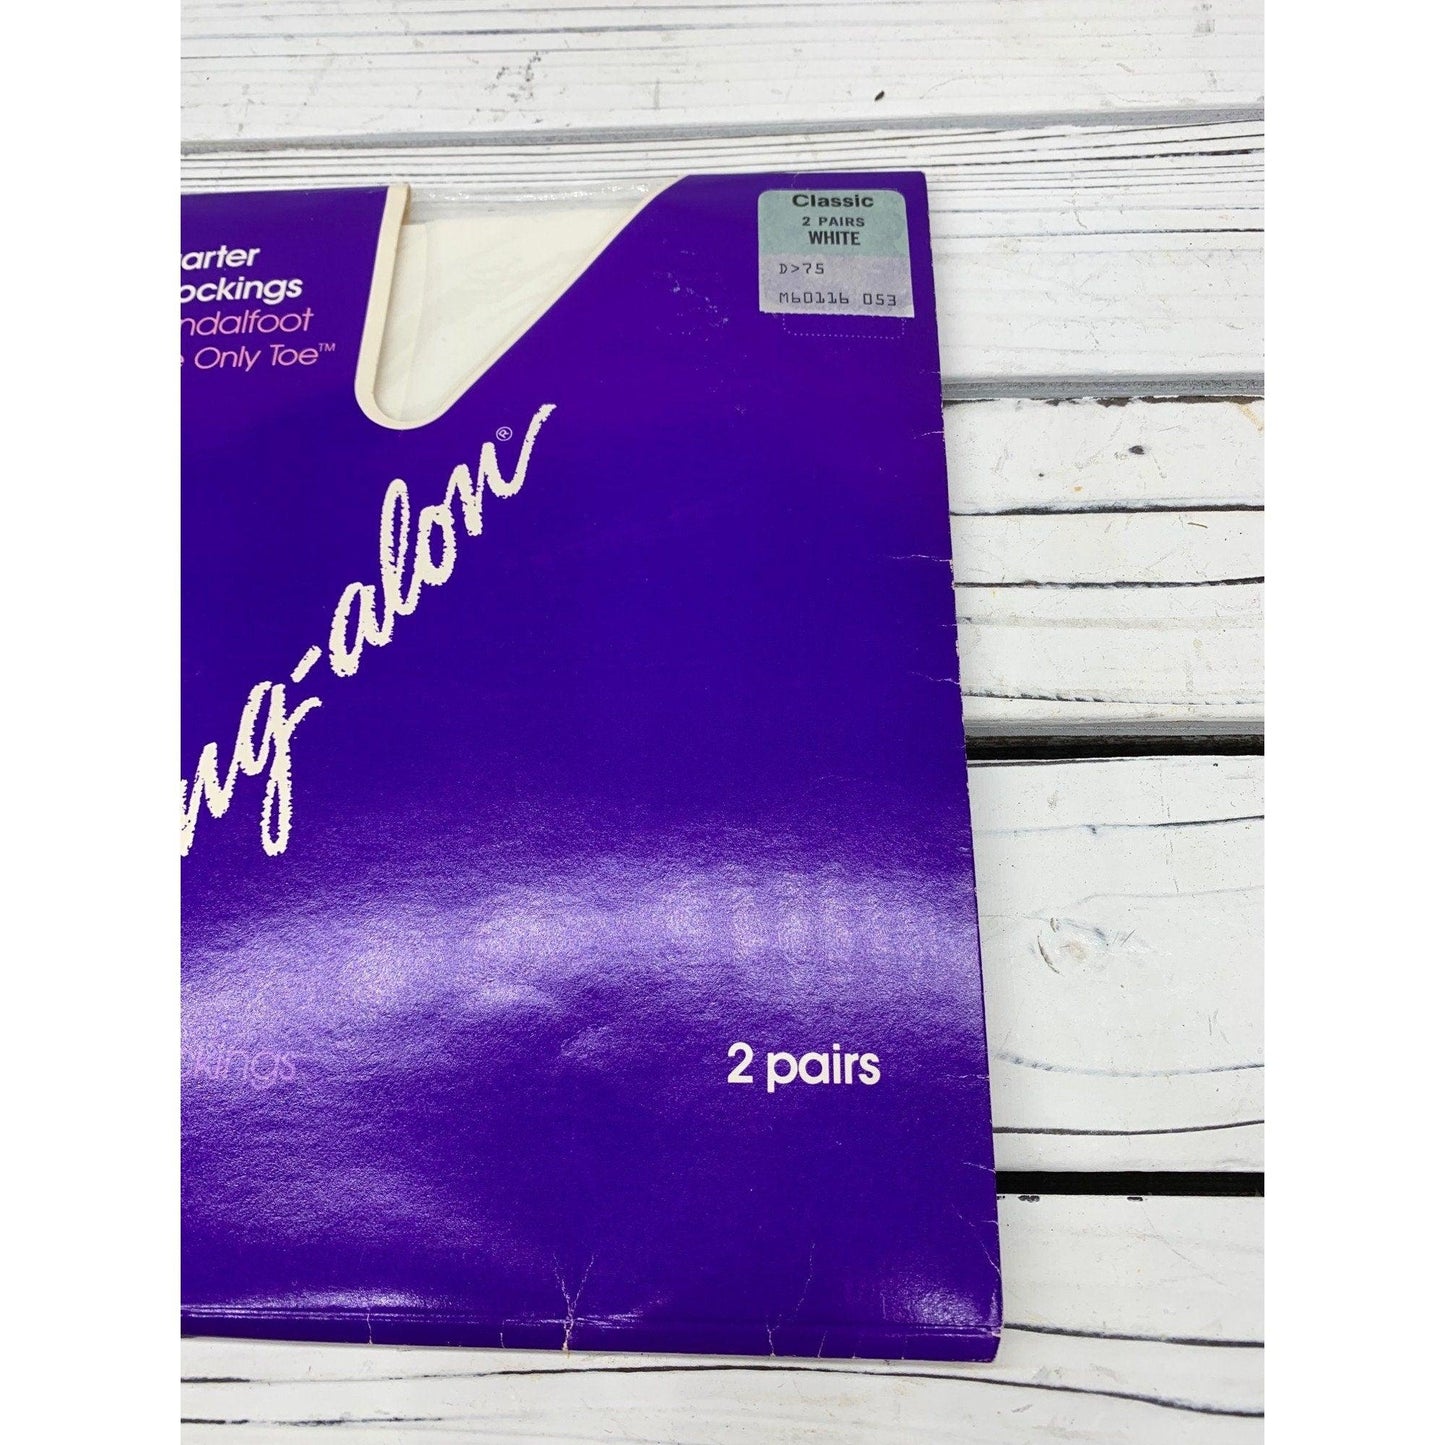 arter
ockings
ndalfoot
e Only Toe™
Classic
2 PAIRS
WHITE
D>75
M60116 053
ng-alon®
kings
2 pairs